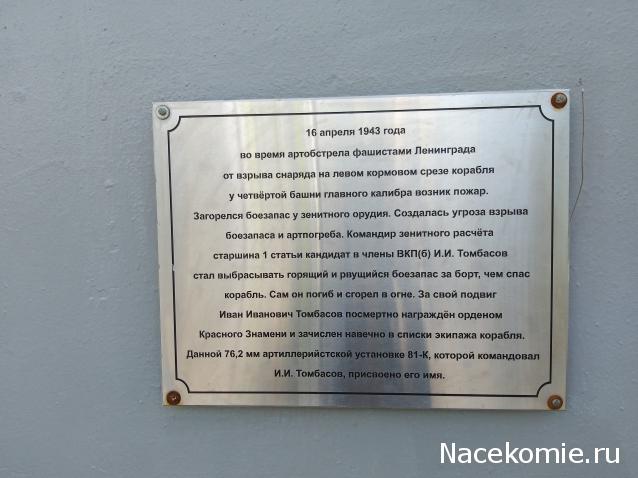 16 апреля 1943 года
во время артобстрела фашистами Ленинграда
от взрыва снаряда на левом кормовом срезе корабля
у четвёртой башни главного калибра возник пожар.
Загорелся боезапас у зенитного орудия. Создалась угроза взрыва
боезапаса и артпогреба. Командир зенитного расчёта
старшина 1 статьи кандидат в члены ВКП(б) И.И. Томбасов
стал выбрасывать горящий и рвущийся боезапас за борт, чем спас
корабль. Сам он погиб и сгорел в огне. За свой подвиг
Иван Иванович Томбасов посмертно награждён орденом
Красного Знамени и зачислен навечно в списки экипажа корабля.
Данной 76,2 мм артиллерийстской установке 81-К, которой командовал
И.И. Томбасов, присвоено его имя.
Nacekomie.ru